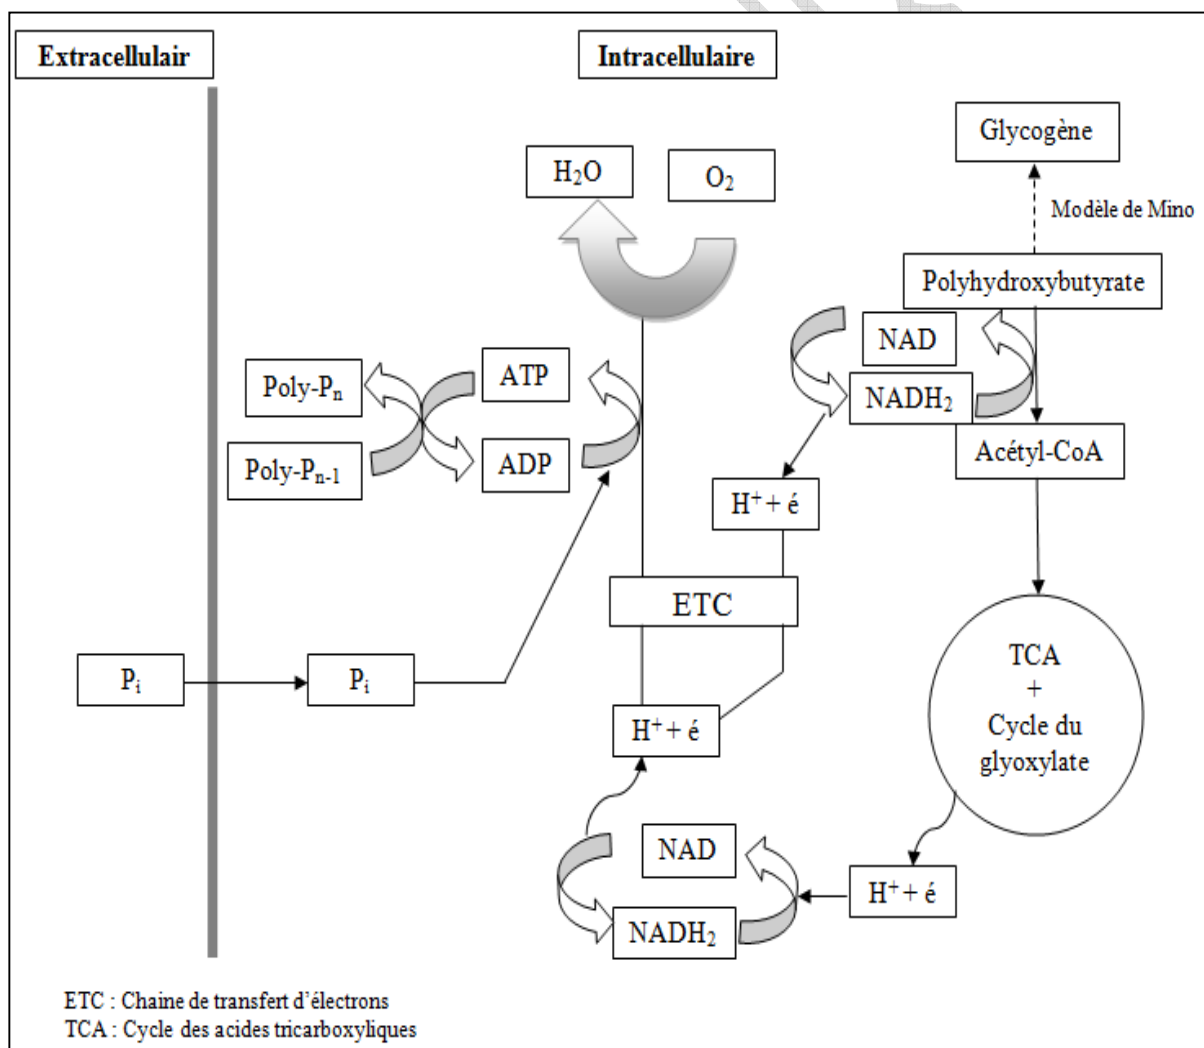 Extracellulair
Intracellulaire
Glycogène
H₂O
O₂
Modèle de Mino
Polyhydroxybutyrate
NAD
NADH₂
Poly-Pₙ
ATP
Poly-Pₙ₋₁
ADP
Acétyl-CoA
H⁺ + é
ETC
Pᵢ
Pᵢ
TCA
+
Cycle du
glyoxylate
H⁺ + é
NAD
NADH₂
H⁺ + é
ETC : Chaine de transfert d’électrons
TCA : Cycle des acides tricarboxyliques